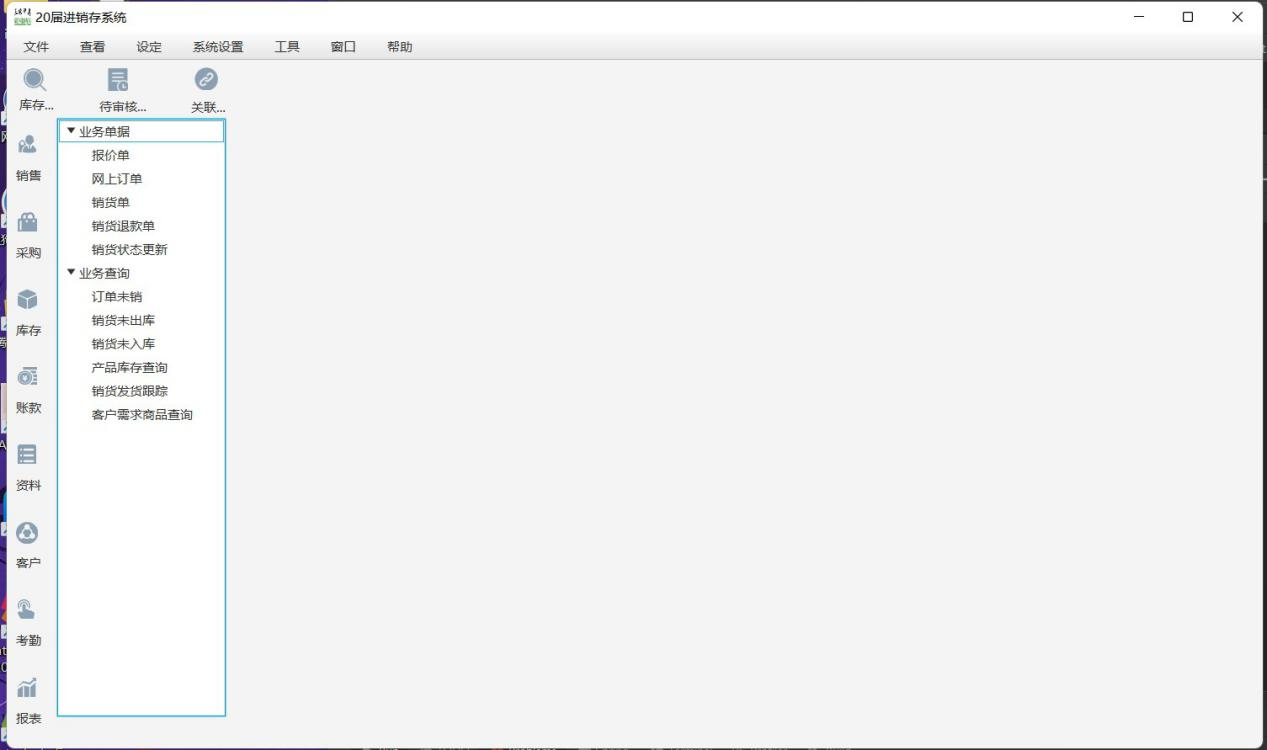 20届进销存系统
文件 查看 设定 系统设置 工具 窗口 帮助
库存... 待审核... 关联...
销售
采购
库存
账款
资料
客户
考勤
报表
业务单据
报价单
网上订单
销货单
销货退款单
销货状态更新
业务查询
订单未销
销货未出库
销货未入库
产品库存查询
销货发货跟踪
客户需求商品查询